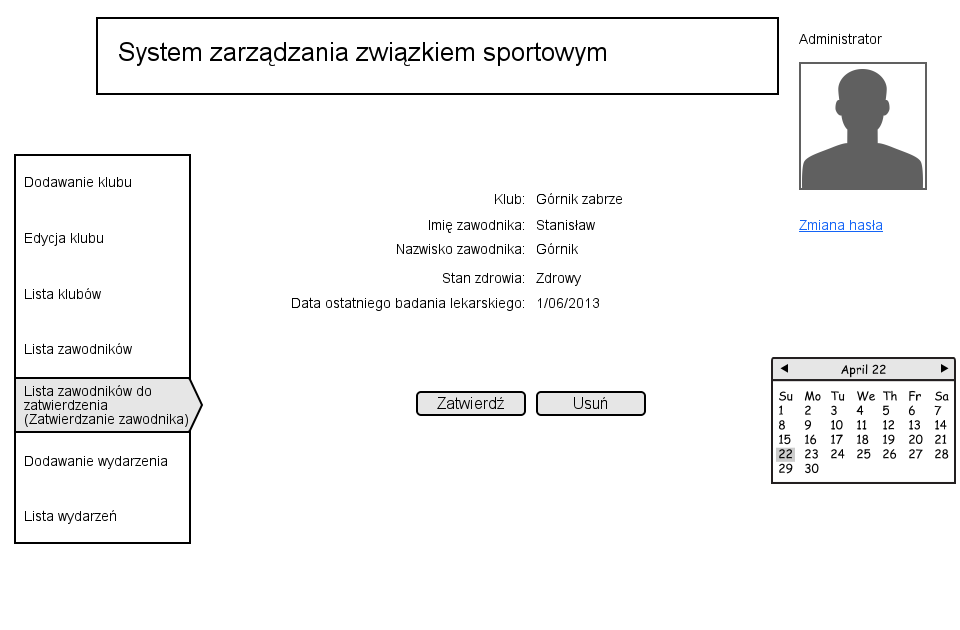 System zarządzania związkiem sportowym
Administrator
Zmiana hasła
Dodawanie klubu
Edycja klubu
Lista klubów
Lista zawodników
Lista zawodników do
zatwierdzenia
(Zatwierdzanie zawodnika)
Dodawanie wydarzenia
Lista wydarzeń
Klub: Górnik zabrze
Imię zawodnika: Stanisław
Nazwisko zawodnika: Górnik
Stan zdrowia: Zdrowy
Data ostatniego badania lekarskiego: 1/06/2013
Zatwierdź Usuń
April 22
Su Mo Tu We Th Fr Sa
1 2 3 4 5 6 7
8 9 10 11 12 13 14
15 16 17 18 19 20 21
22 23 24 25 26 27 28
29 30